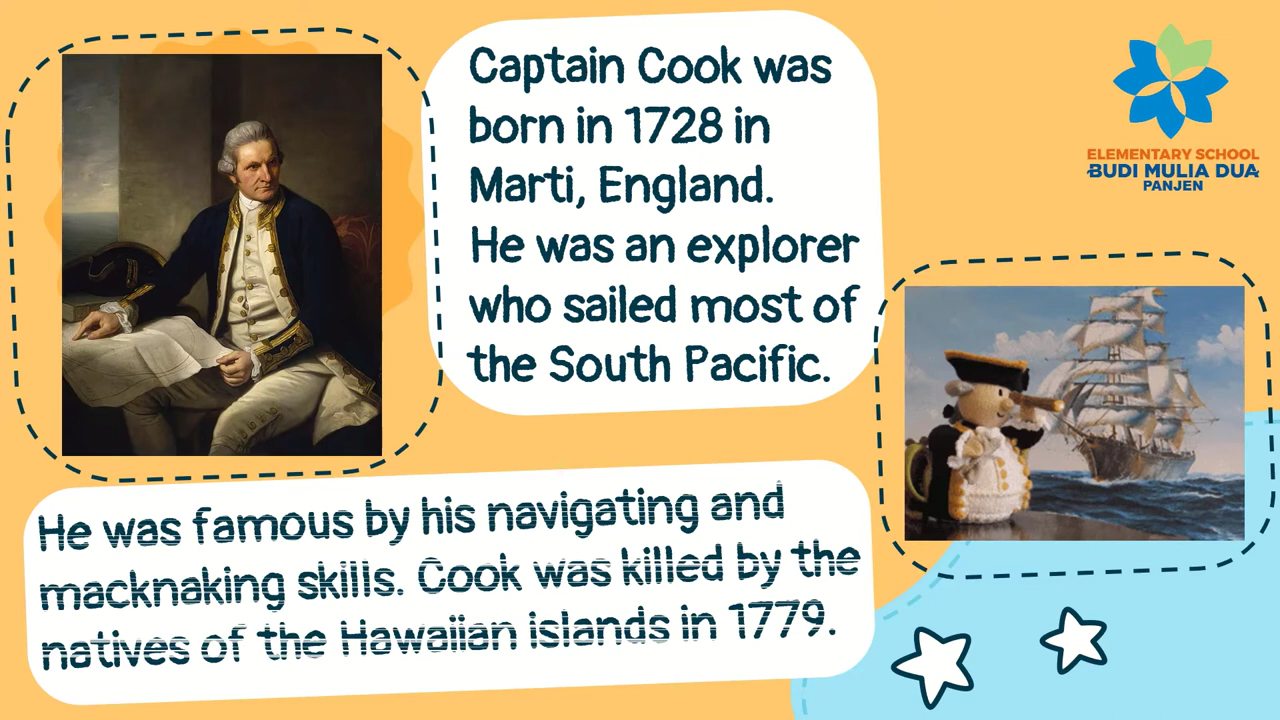 Captain Cook was
born in 1728 in
Marti, England.
He was an explorer
who sailed most of
the South Pacific.
ELEMENTARY SCHOOL
BUDI MULIA DUA
PANJEN
He was famous by his navigating and
macknaking skills. Cook was killed by the
natives of the Hawaiian islands in 1779.